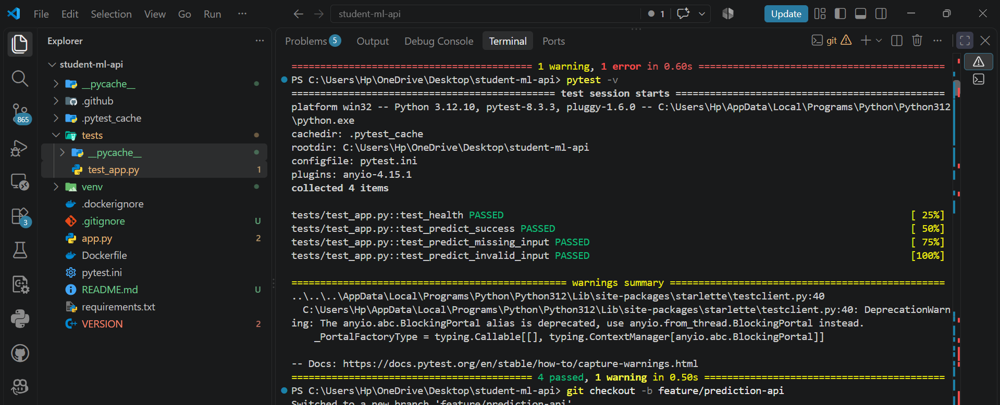 File Edit Selection View Go Run ··· student-ml-api 1 Update
Explorer ···
student-ml-api
__pycache__
.github
.pytest_cache
tests
__pycache__
test_app.py 1
venv
.dockerignore
.gitignore U
app.py 2
Dockerfile
pytest.ini
README.md U
requirements.txt
VERSION 2
865
3
Problems 5 Output Debug Console Terminal Ports git ···
============================================ 1 warning, 1 error in 0.60s ============================================
PS C:\Users\Hp\OneDrive\Desktop\student-ml-api> pytest -v
================================================ test session starts ================================================
platform win32 -- Python 3.12.10, pytest-8.3.3, pluggy-1.6.0 -- C:\Users\Hp\AppData\Local\Programs\Python\Python312
\python.exe
cachedir: .pytest_cache
rootdir: C:\Users\Hp\OneDrive\Desktop\student-ml-api
configfile: pytest.ini
plugins: anyio-4.15.1
collected 4 items
tests/test_app.py::test_health PASSED [ 25%]
tests/test_app.py::test_predict_success PASSED [ 50%]
tests/test_app.py::test_predict_missing_input PASSED [ 75%]
tests/test_app.py::test_predict_invalid_input PASSED [100%]
================================================= warnings summary =================================================
..\..\..\AppData\Local\Programs\Python\Python312\Lib\site-packages\starlette\testclient.py:40
C:\Users\Hp\AppData\Local\Programs\Python\Python312\Lib\site-packages\starlette\testclient.py:40: DeprecationWarn
ing: The anyio.abc.BlockingPortal alias is deprecated, use anyio.from_thread.BlockingPortal instead.
_PortalFactoryType = typing.Callable[[], typing.ContextManager[anyio.abc.BlockingPortal]]
-- Docs: https://docs.pytest.org/en/stable/how-to/capture-warnings.html
=========================================== 4 passed, 1 warning in 0.50s ===========================================
PS C:\Users\Hp\OneDrive\Desktop\student-ml-api> git checkout -b feature/prediction-api
Switched to a new branch 'feature/prediction-api'